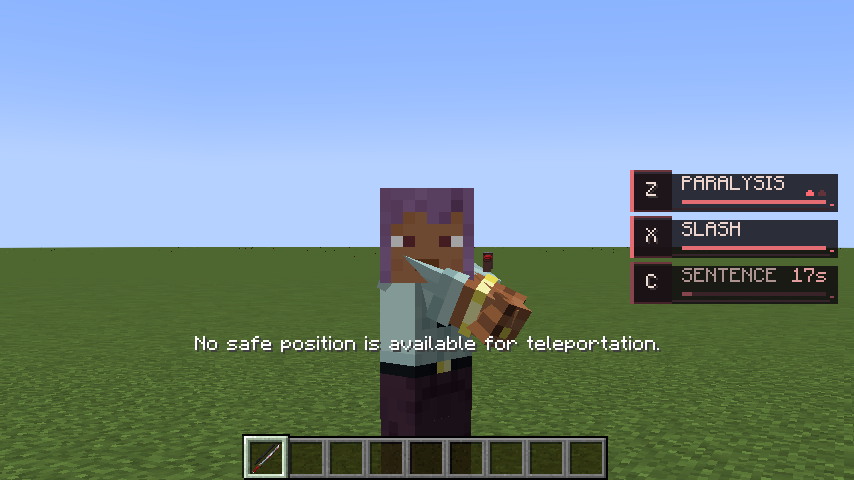 Z PARALYSIS
X SLASH
C SENTENCE 17s
No safe position is available for teleportation.